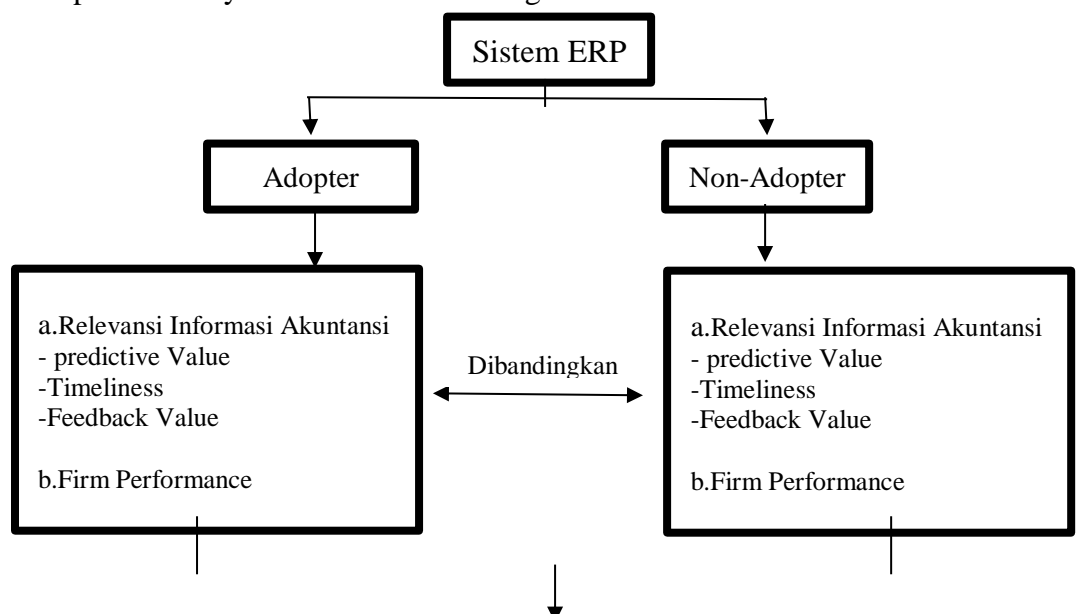 Sistem ERP
Adopter
Non-Adopter
a.Relevansi Informasi Akuntansi
- predictive Value
-Timeliness
-Feedback Value
b.Firm Performance
Dibandingkan
a.Relevansi Informasi Akuntansi
- predictive Value
-Timeliness
-Feedback Value
b.Firm Performance